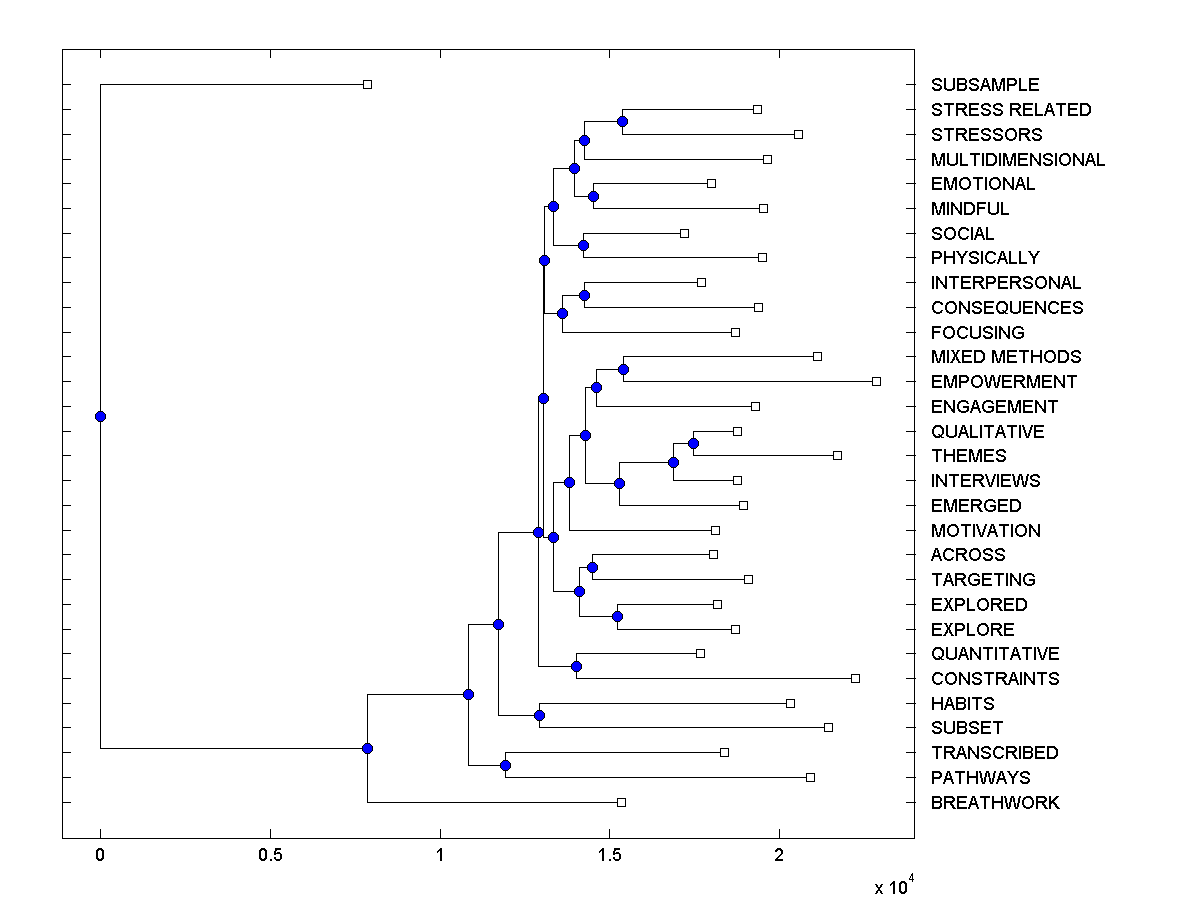 SUBSAMPLE
STRESS RELATED
STRESSORS
MULTIDIMENSIONAL
EMOTIONAL
MINDFUL
SOCIAL
PHYSICALLY
INTERPERSONAL
CONSEQUENCES
FOCUSING
MIXED METHODS
EMPOWERMENT
ENGAGEMENT
QUALITATIVE
THEMES
INTERVIEWS
EMERGED
MOTIVATION
ACROSS
TARGETING
EXPLORED
EXPLORE
QUANTITATIVE
CONSTRAINTS
HABITS
SUBSET
TRANSCRIBED
PATHWAYS
BREATHWORK
0 0.5 1 1.5 2
x 10^4